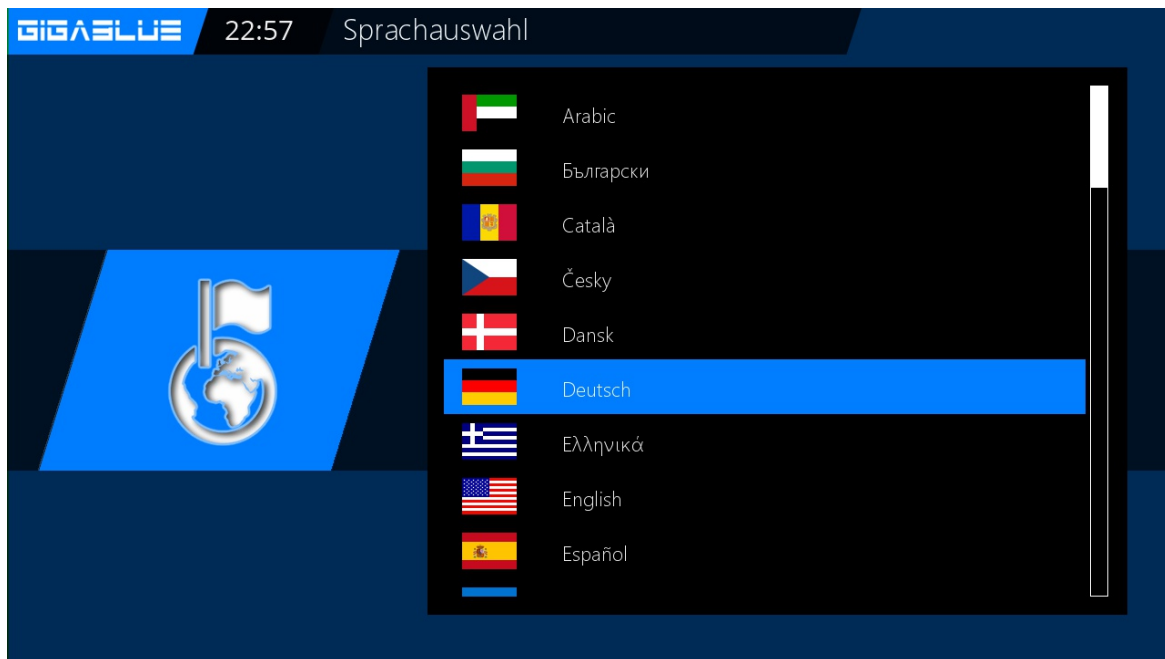 GIGABLUE 22:57 Sprachauswahl
Arabic
Български
Català
Česky
Dansk
Deutsch
Ελληνικά
English
Español